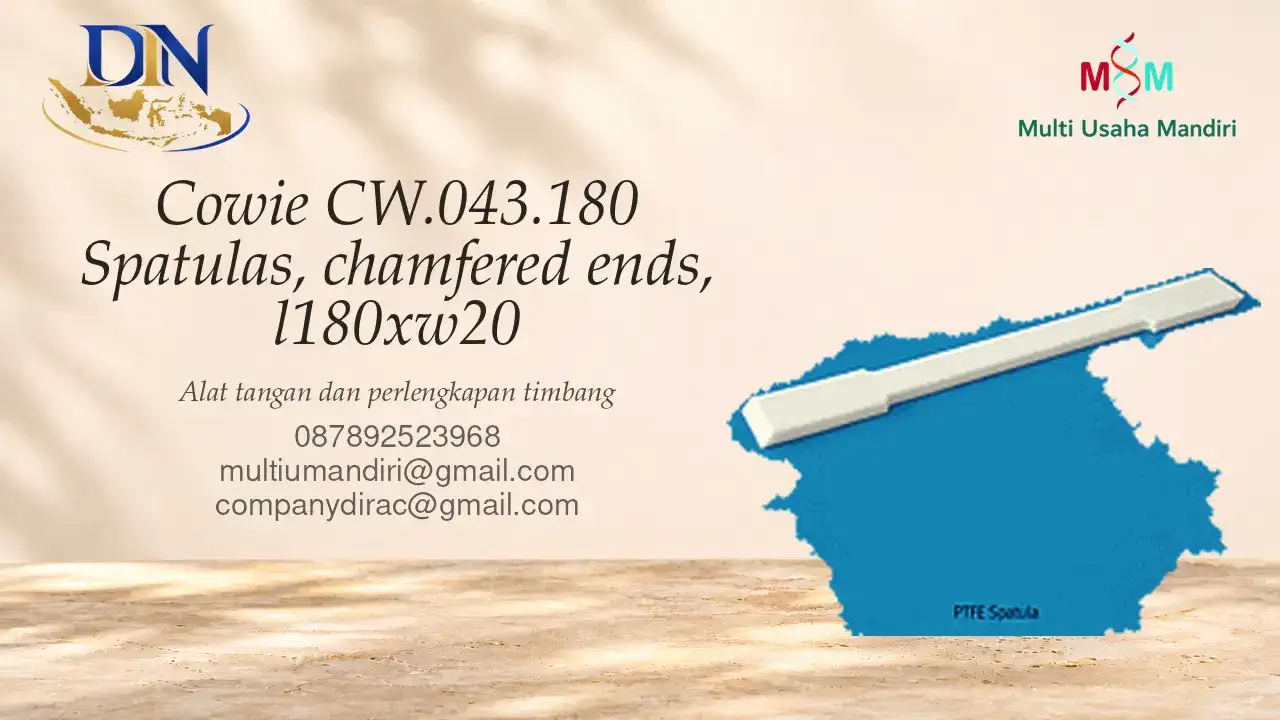 DIN
M M
Multi Usaha Mandiri
Cowie CW.043.180
Spatulas, chamfered ends,
l180xw20
Alat tangan dan perlengkapan timbang
087892523968
multiumandiri@gmail.com
companydirac@gmail.com
PTFE Spatula